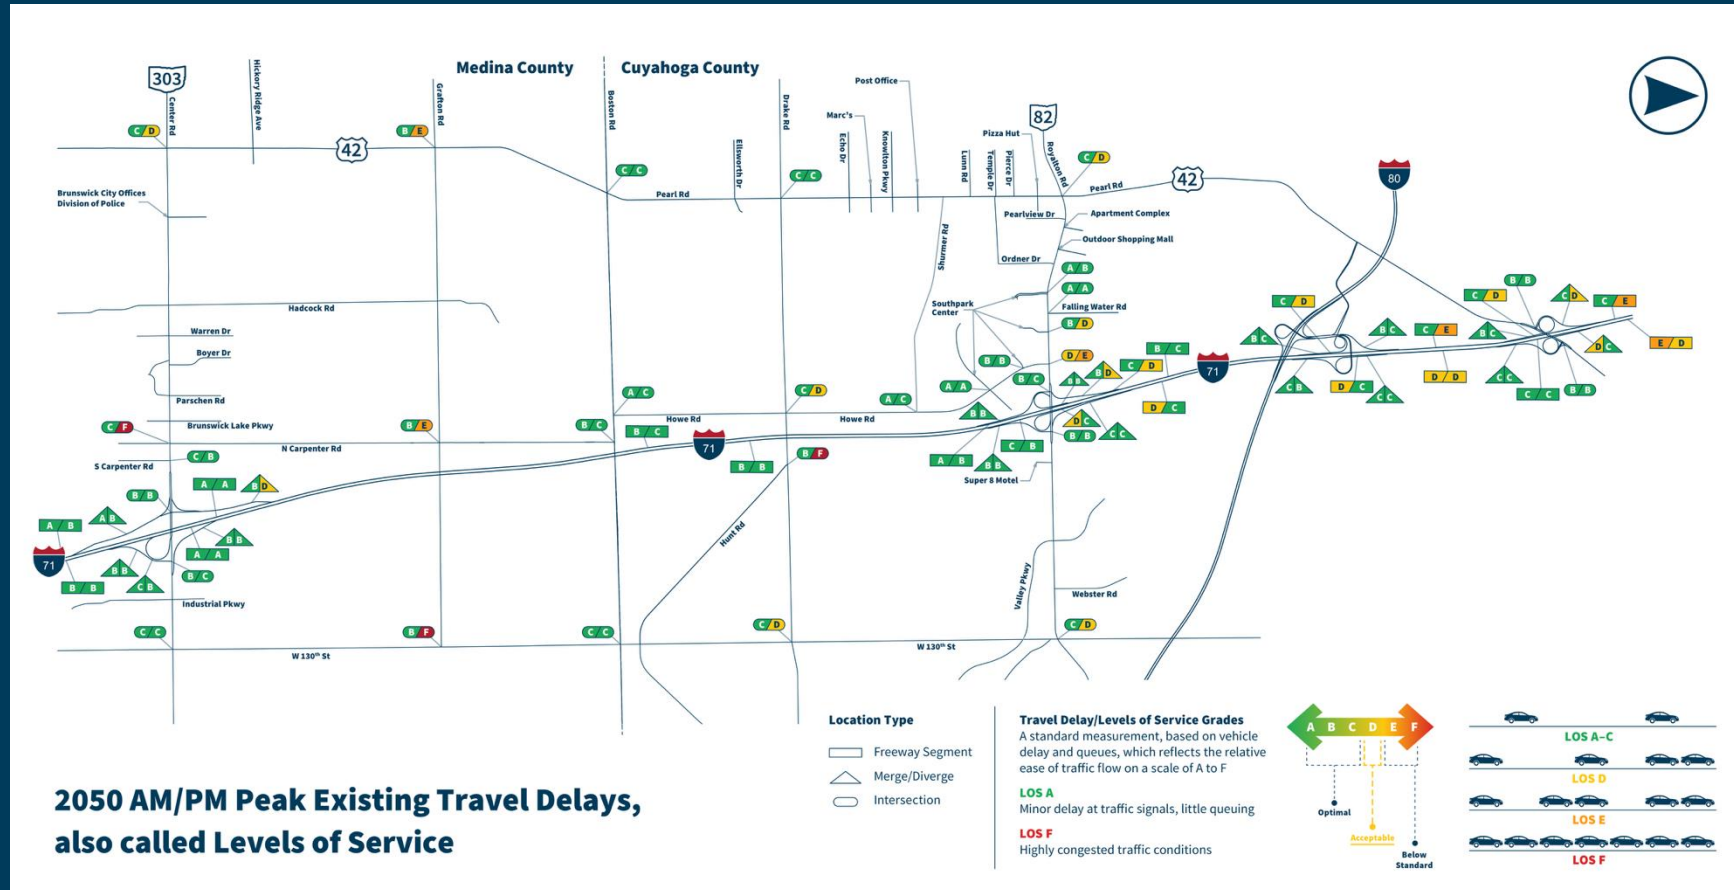 303
Center Rd
Hickory Ridge Ave
Medina County
Cuyahoga County
Grafton Rd
Boston Rd
Drake Rd
Post Office
Marc's
Echo Dr
Knowlton Pkwy
Ellsworth Dr
Pizza Hut
82
Royalton Rd
Lunn Rd
Temple Dr
Pierce Dr
C / D
B / E
42
C / C
C / C
C / D
Pearl Rd
Pearl Rd
42
80
Brunswick City Offices
Division of Police
Pearlview Dr
Apartment Complex
Outdoor Shopping Mall
Ordner Dr
Shurmer Rd
A / B
A / A
Falling Water Rd
Southpark
Center
B / D
Hadcock Rd
Warren Dr
Boyer Dr
Parschen Rd
Brunswick Lake Pkwy
N Carpenter Rd
S Carpenter Rd
C / F
C / B
B / E
B / C
A / C
Howe Rd
C / D
Howe Rd
A / C
A / A
B / B
B / C
D / E
B B
B D
C / D
B / C
71
D / C
D C
B / B
C C
B B
C / B
B B
A / B
Super 8 Motel
B / C
71
B / B
B / F
Hunt Rd
B / B
A / A
B D
A B
A / B
71
B / B
B B
C B
B / C
A / A
B B
Industrial Pkwy
C / C
B / F
C / C
C / D
C / D
W 130th St
W 130th St
Valley Pkwy
Webster Rd
C / D
B C
C B
D / C
C C
B C
C / E
D / D
B C
C / D
B / B
C D
C / E
E / D
D C
C C
C / C
B / B
2050 AM/PM Peak Existing Travel Delays,
also called Levels of Service
Location Type
Freeway Segment
Merge/Diverge
Intersection
Travel Delay/Levels of Service Grades
A standard measurement, based on vehicle
delay and queues, which reflects the relative
ease of traffic flow on a scale of A to F
LOS A
Minor delay at traffic signals, little queuing
LOS F
Highly congested traffic conditions
A B C D E F
Optimal
Acceptable
Below
Standard
LOS A–C
LOS D
LOS E
LOS F